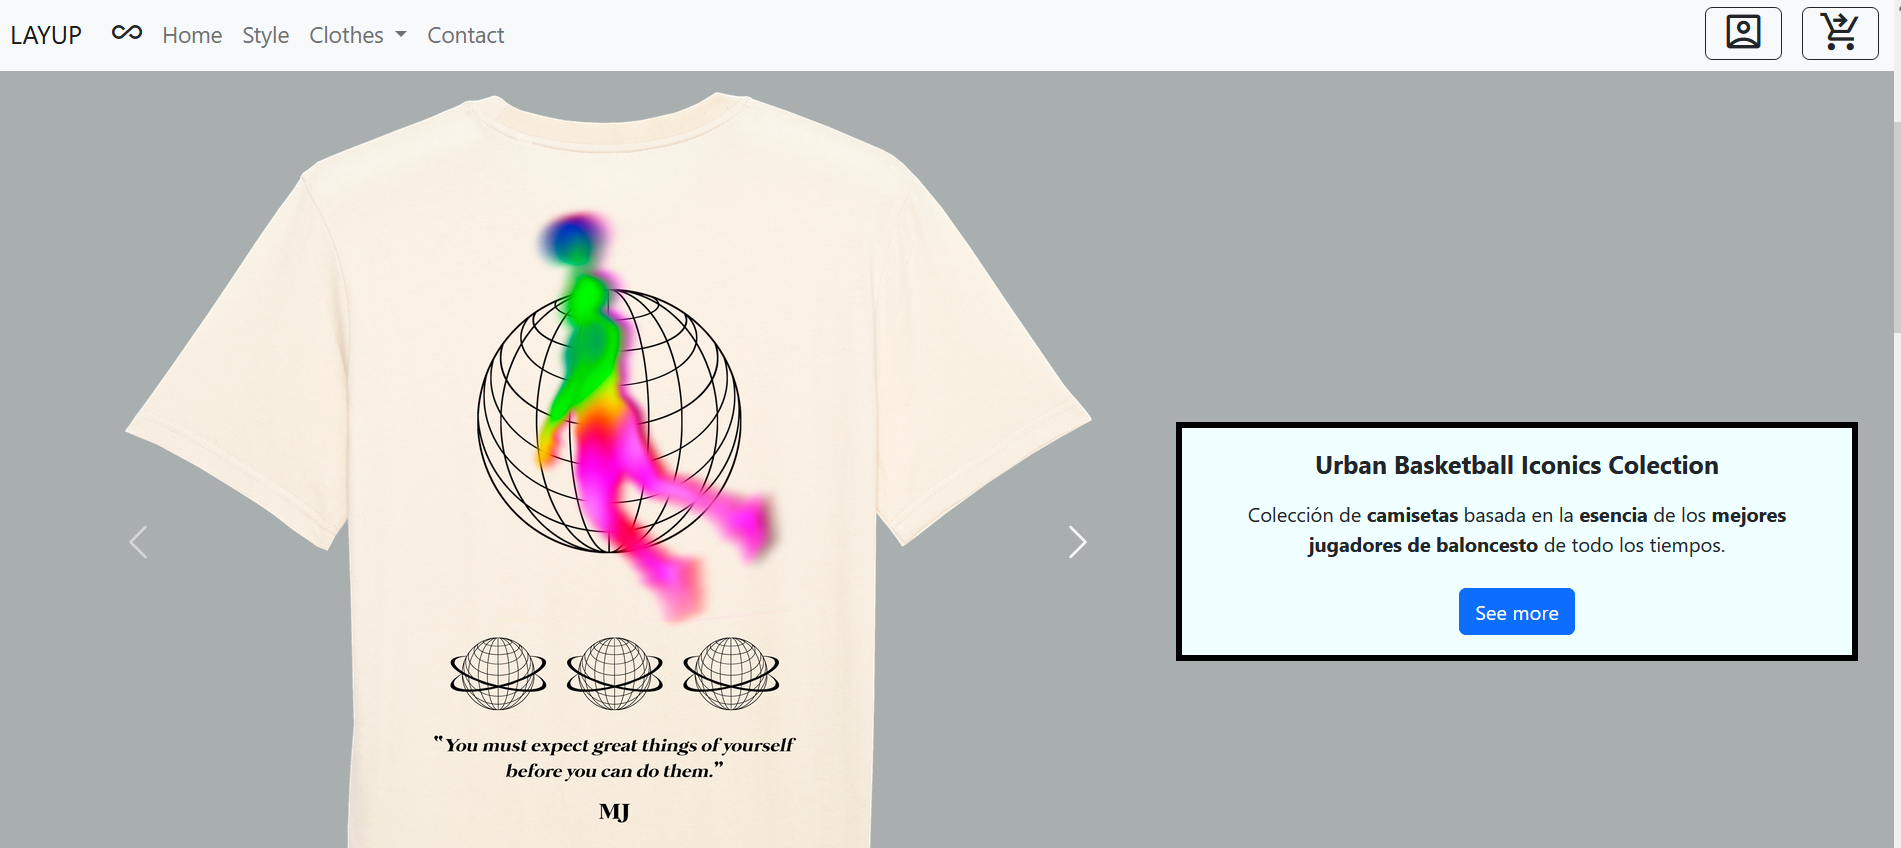 LAYUP Home Style Clothes Contact
“You must expect great things of yourself
before you can do them.”
MJ
Urban Basketball Iconics Colection
Colección de camisetas basada en la esencia de los mejores
jugadores de baloncesto de todo los tiempos.
See more